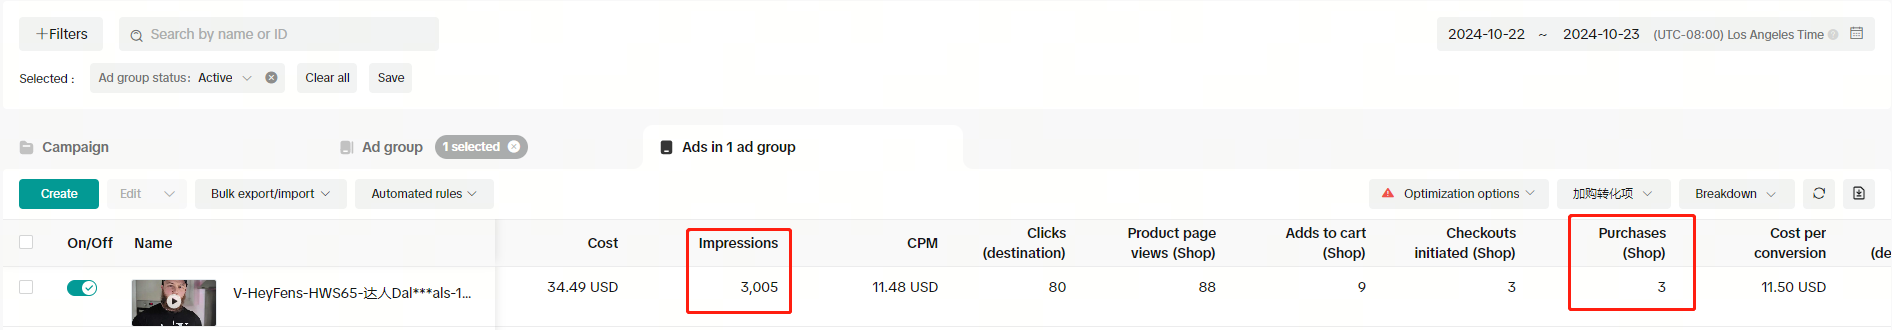 +Filters
Search by name or ID
2024-10-22 ~ 2024-10-23 (UTC-08:00) Los Angeles Time
Selected :
Ad group status: Active
Clear all
Save
Campaign
Ad group 1 selected
Ads in 1 ad group
Create
Edit
Bulk export/import
Automated rules
Optimization options
加购转化项
Breakdown
On/Off
Name
Cost
Impressions
CPM
Clicks
(destination)
Product page
views (Shop)
Adds to cart
(Shop)
Checkouts
initiated (Shop)
Purchases
(Shop)
Cost per
conversion
(de
V-HeyFens-HWS65-达人Dal***als-1...
34.49 USD
3,005
11.48 USD
80
88
9
3
3
11.50 USD